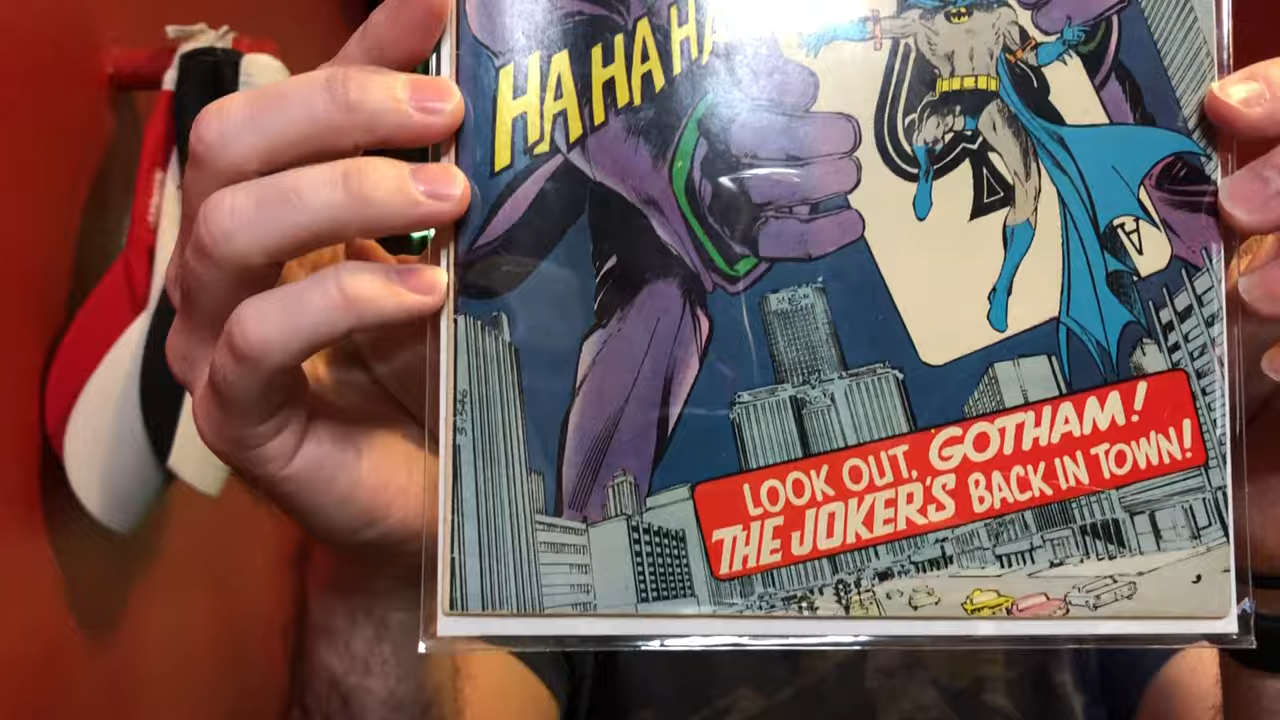 HA HA HA
A
LOOK OUT, GOTHAM!
THE JOKER'S BACK IN TOWN!